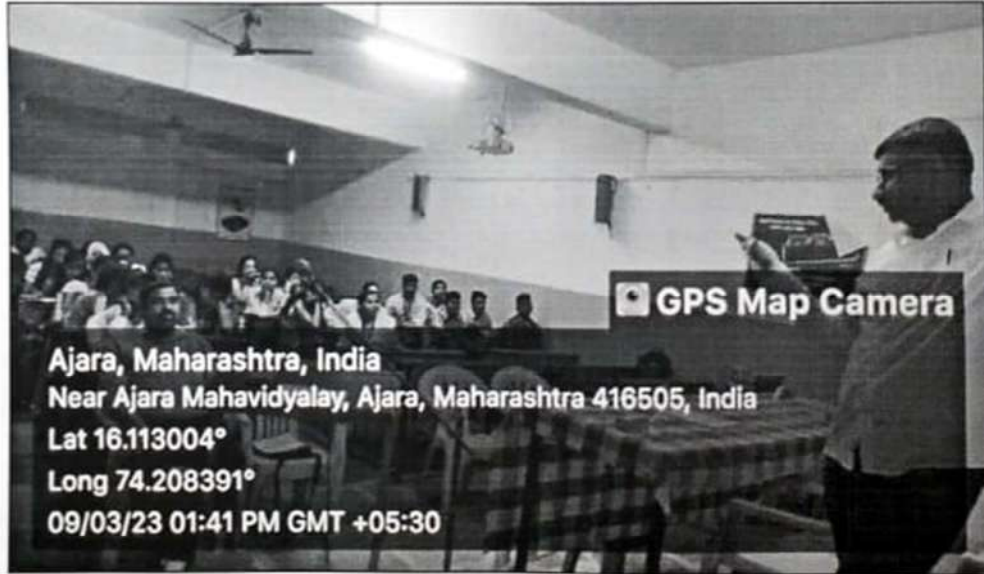 GPS Map Camera
Ajara, Maharashtra, India
Near Ajara Mahavidyalay, Ajara, Maharashtra 416505, India
Lat 16.113004°
Long 74.208391°
09/03/23 01:41 PM GMT +05:30